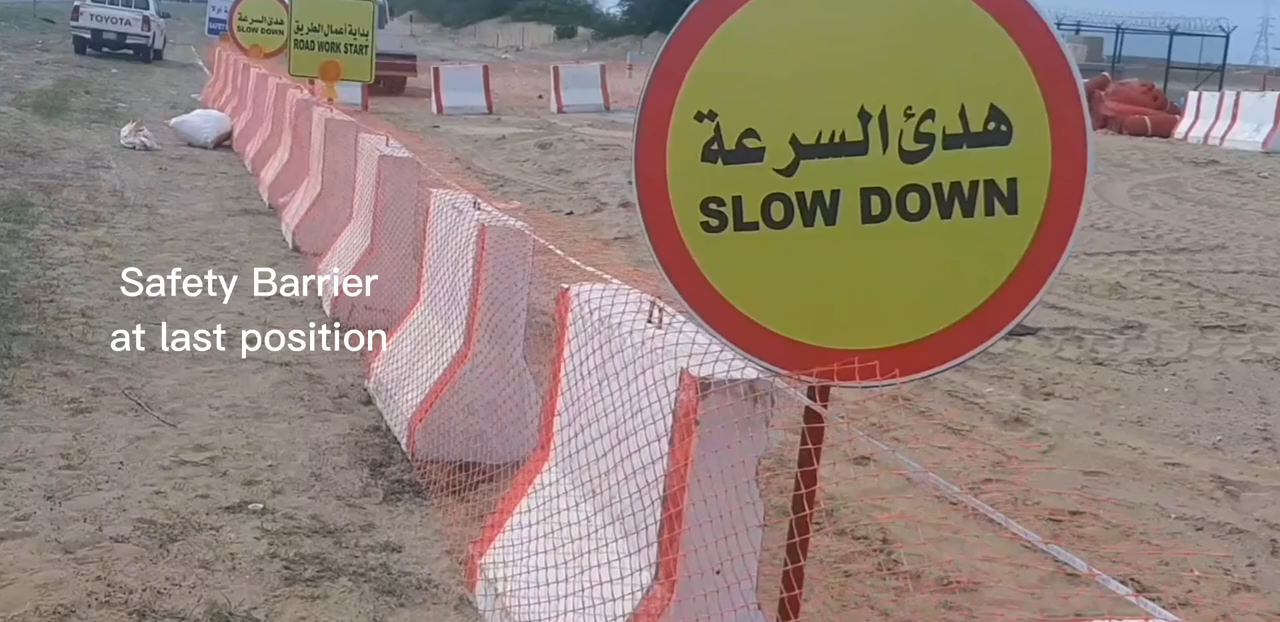 TOYOTA
SAFETY
هدئ السرعة
SLOW DOWN
بداية أعمال الطريق
ROAD WORK START
هدئ السرعة
SLOW DOWN
Safety Barrier
at last position